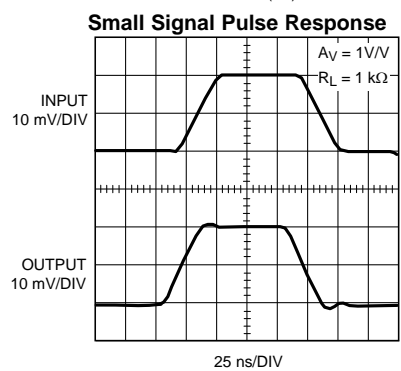 Small Signal Pulse Response
AV = 1V/V
RL = 1 kΩ
INPUT
10 mV/DIV
OUTPUT
10 mV/DIV
25 ns/DIV